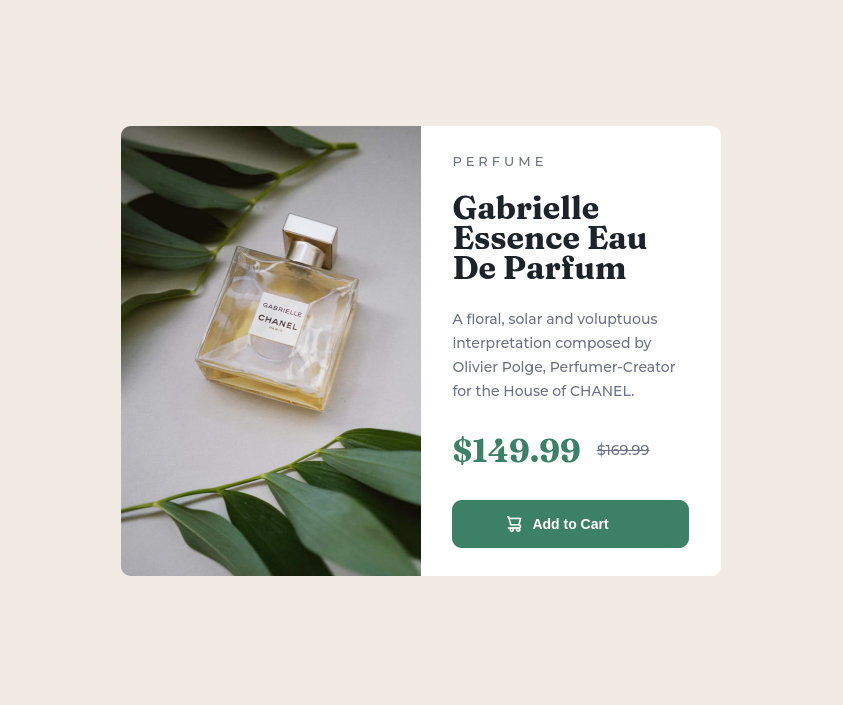 PERFUME
Gabrielle
Essence Eau
De Parfum
A floral, solar and voluptuous
interpretation composed by
Olivier Polge, Perfumer-Creator
for the House of CHANEL.
$149.99 $169.99
Add to Cart
GABRIELLE
CHANEL
PARIS